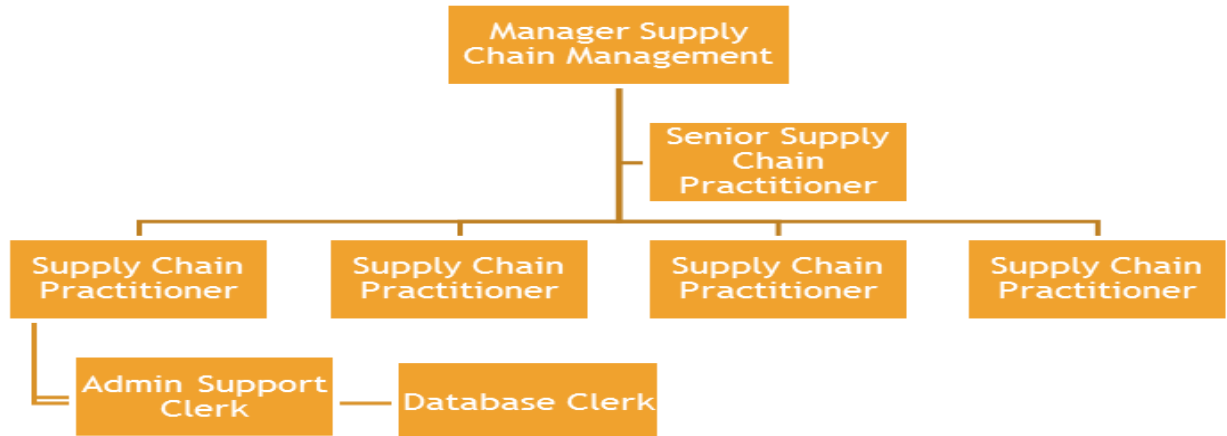 Manager Supply
Chain Management
Senior Supply
Chain
Practitioner
Supply Chain
Practitioner
Supply Chain
Practitioner
Supply Chain
Practitioner
Supply Chain
Practitioner
Admin Support
Clerk
Database Clerk